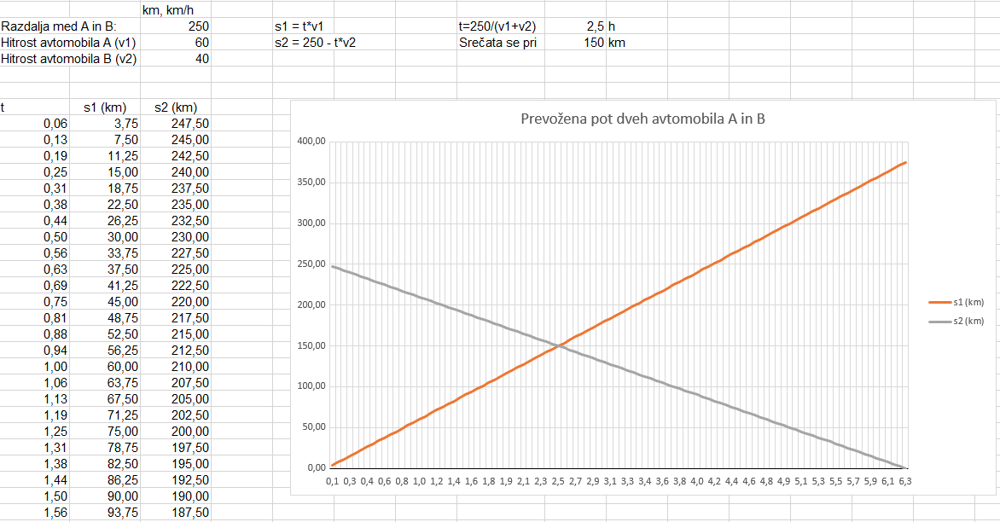 km, km/h
Razdalja med A in B: 250 s1 = t*v1 t=250/(v1+v2) 2,5 h
Hitrost avtomobila A (v1) 60 s2 = 250 - t*v2 Srečata se pri 150 km
Hitrost avtomobila B (v2) 40
t s1 (km) s2 (km)
0,06 3,75 247,50
0,13 7,50 245,00
0,19 11,25 242,50
0,25 15,00 240,00
0,31 18,75 237,50
0,38 22,50 235,00
0,44 26,25 232,50
0,50 30,00 230,00
0,56 33,75 227,50
0,63 37,50 225,00
0,69 41,25 222,50
0,75 45,00 220,00
0,81 48,75 217,50
0,88 52,50 215,00
0,94 56,25 212,50
1,00 60,00 210,00
1,06 63,75 207,50
1,13 67,50 205,00
1,19 71,25 202,50
1,25 75,00 200,00
1,31 78,75 197,50
1,38 82,50 195,00
1,44 86,25 192,50
1,50 90,00 190,00
1,56 93,75 187,50
Prevožena pot dveh avtomobila A in B
400,00
350,00
300,00
250,00
200,00
150,00
100,00
50,00
0,00
0,1 0,3 0,4 0,6 0,8 1,0 1,2 1,4 1,6 1,8 1,9 2,1 2,3 2,5 2,7 2,9 3,1 3,3 3,4 3,6 3,8 4,0 4,2 4,4 4,6 4,8 4,9 5,1 5,3 5,5 5,7 5,9 6,1 6,3
s1 (km)
s2 (km)